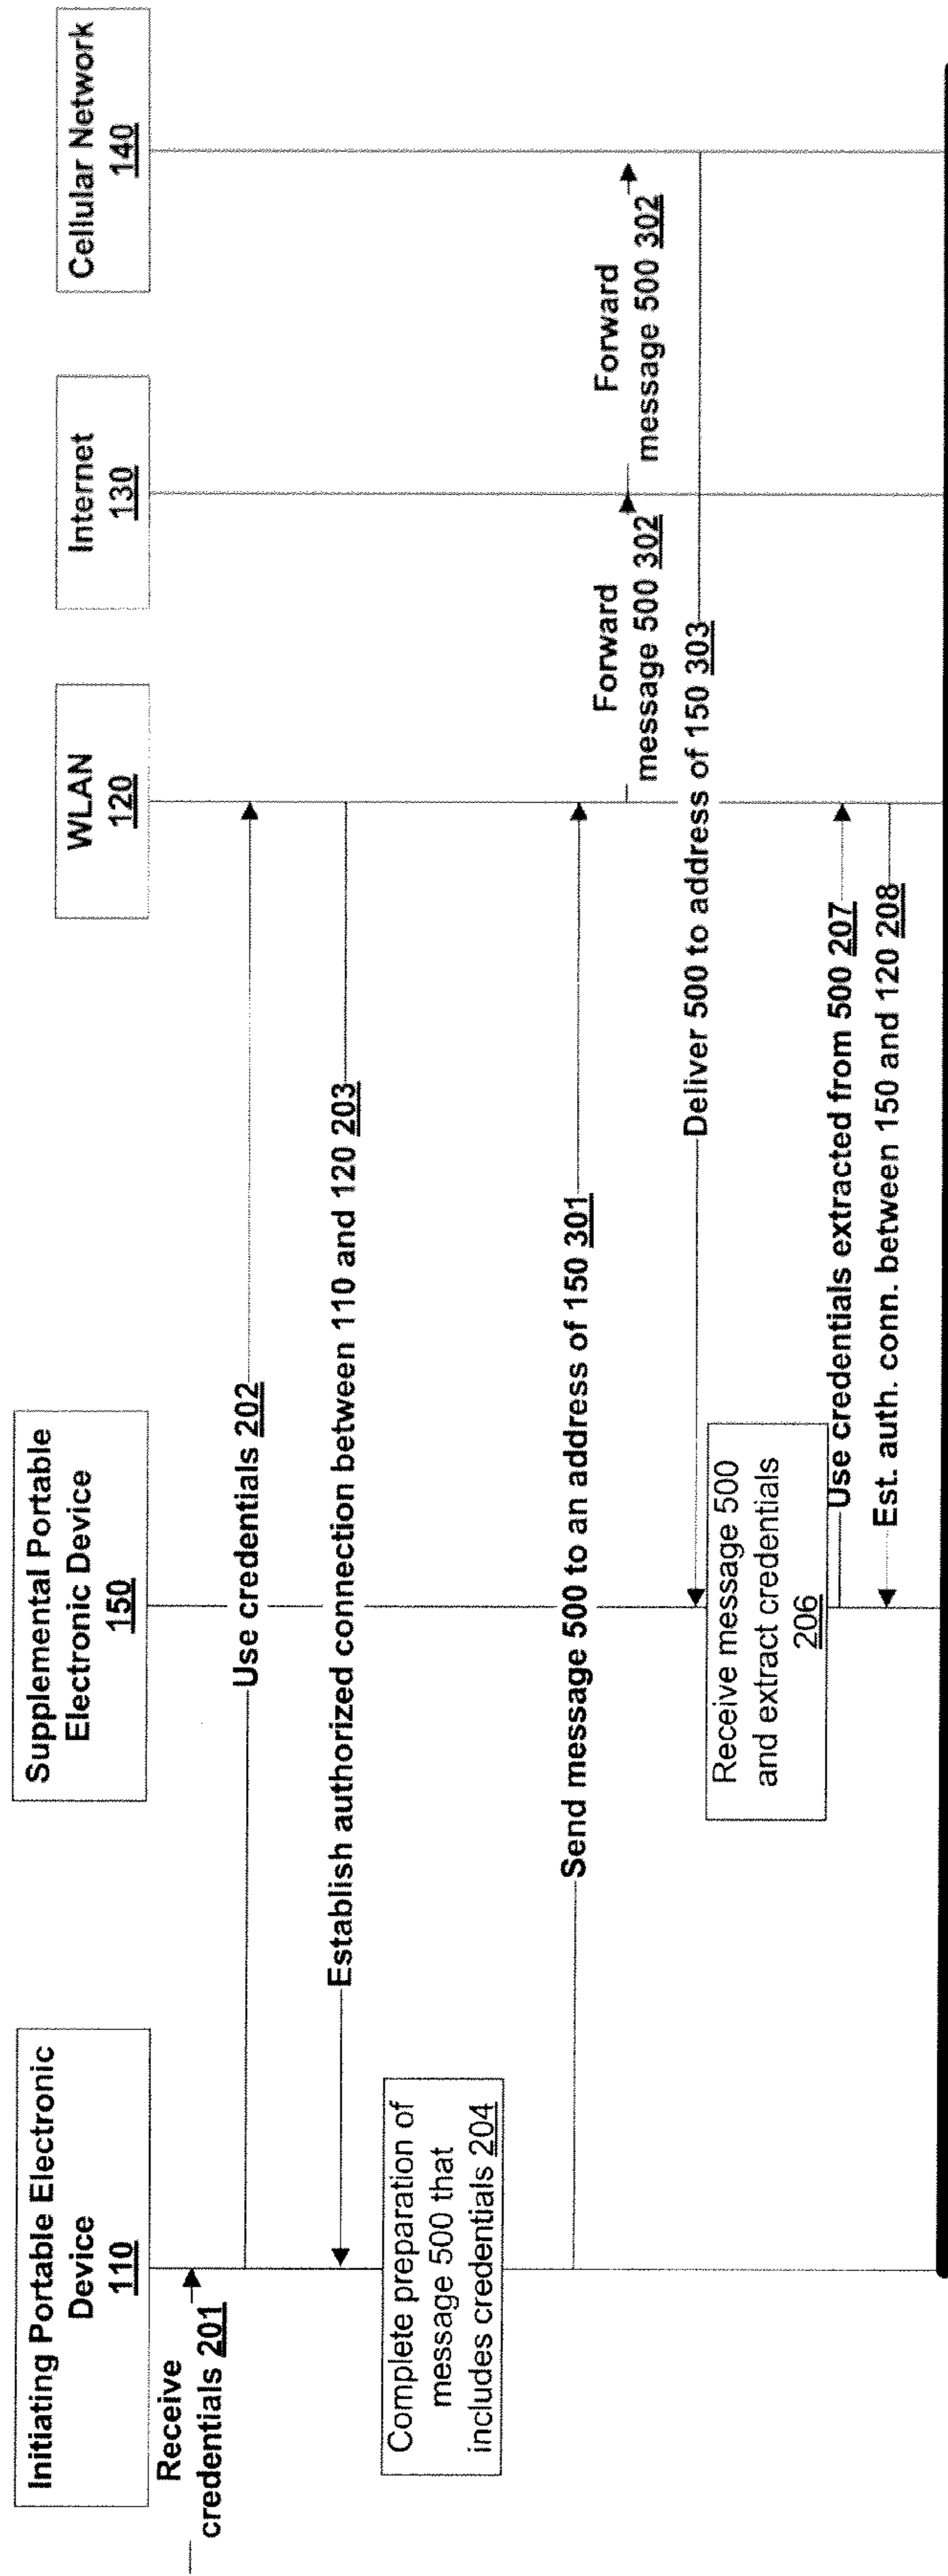 Initiating Portable Electronic
Device
110
Supplemental Portable
Electronic Device
150
WLAN
120
Internet
130
Cellular Network
140
Receive
credentials 201
Use credentials 202
Establish authorized connection between 110 and 120 203
Complete preparation of
message 500 that
includes credentials 204
Send message 500 to an address of 150 301
Forward
message 500 302
Forward
message 500 302
Deliver 500 to address of 150 303
Receive message 500
and extract credentials
206
Use credentials extracted from 500 207
Est. auth. conn. between 150 and 120 208